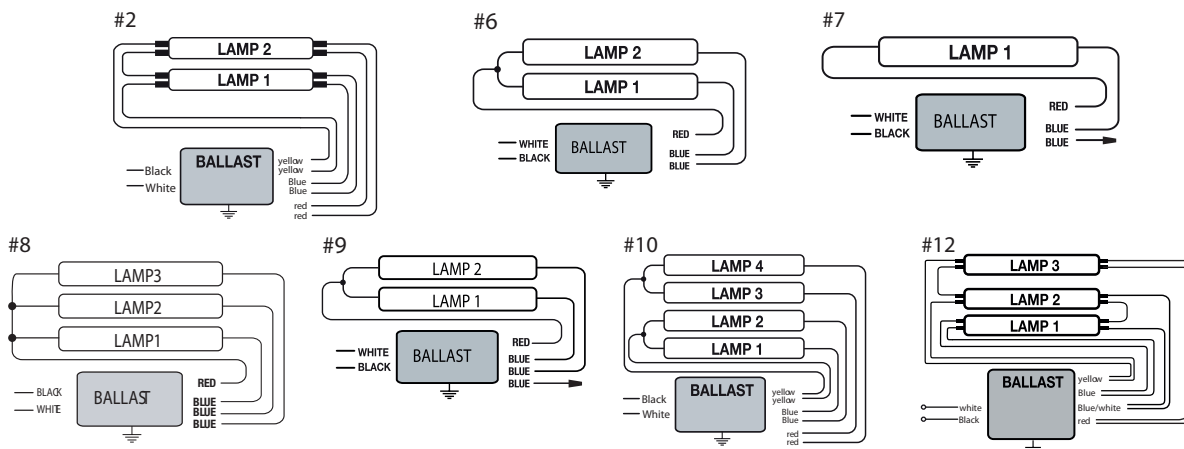 #2
LAMP 2
LAMP 1
BALLAST
Black
White
yellow
yellow
Blue
Blue
red
red
#6
LAMP 2
LAMP 1
WHITE
BLACK
BALLAST
RED
BLUE
BLUE
#7
LAMP 1
WHITE
BLACK
BALLAST
RED
BLUE
BLUE
#8
LAMP3
LAMP2
LAMP1
BLACK
WHITE
BALLAST
RED
BLUE
BLUE
BLUE
#9
LAMP 2
LAMP 1
WHITE
BLACK
BALLAST
RED
BLUE
BLUE
BLUE
#10
LAMP 4
LAMP 3
LAMP 2
LAMP 1
BALLAST
Black
White
yellow
yellow
Blue
Blue
red
red
#12
LAMP 3
LAMP 2
LAMP 1
BALLAST
white
Black
yellow
Blue
Blue/white
red